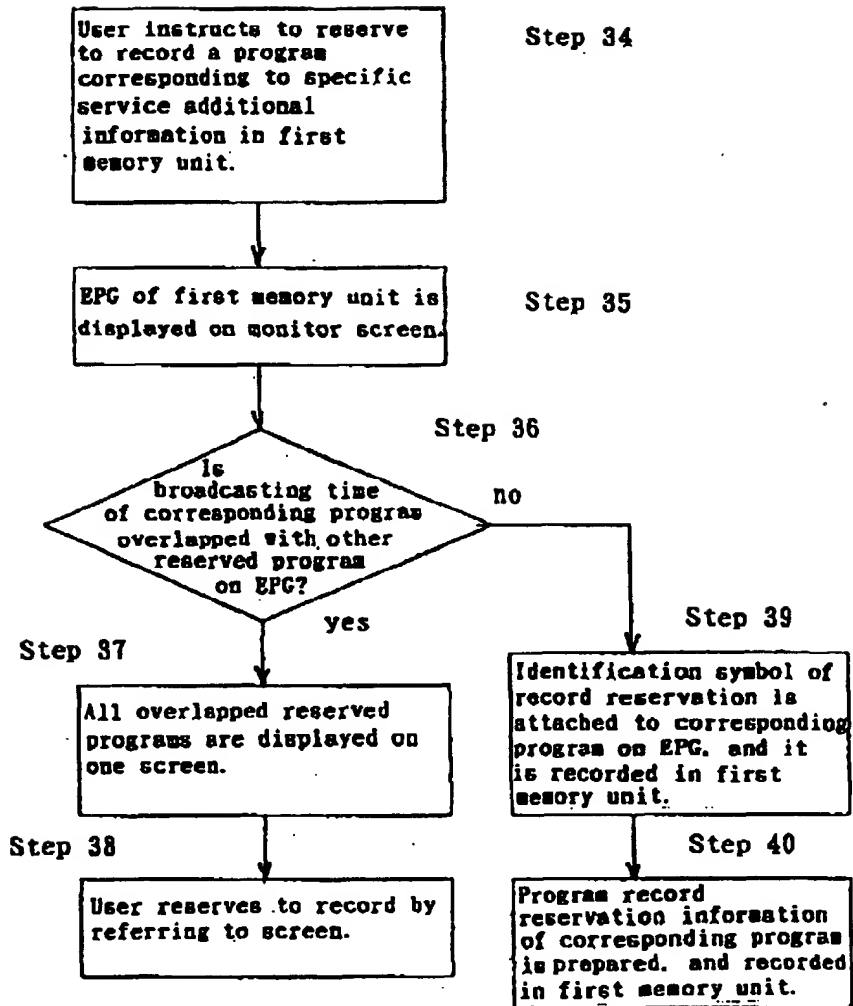 User instructs to reserve
to record a program
corresponding to specific
service additional
information in first
memory unit.
Step 34
EPG of first memory unit is
displayed on monitor screen.
Step 35
Step 36
Is
broadcasting time
of corresponding program
overlapped with other
reserved program
on EPG?
no
yes
Step 37
All overlapped reserved
programs are displayed on
one screen.
Step 38
User reserves to record by
referring to screen.
Step 39
Identification symbol of
record reservation is
attached to corresponding
program on EPG. and it
is recorded in first
memory unit.
Step 40
Program record
reservation information
of corresponding program
is prepared. and recorded
in first memory unit.